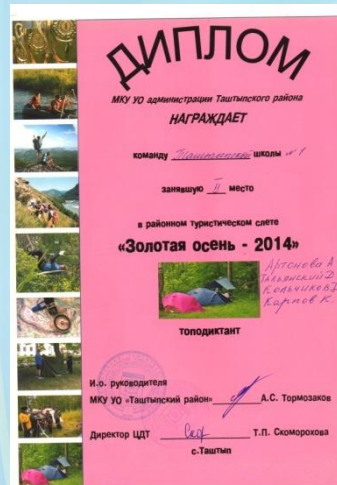 ДИПЛОМ
МКУ УО администрации Таштыпского района
НАГРАЖДАЕТ
команду Таштыпской школы №1
занявшую II место
в районном туристическом слете
«Золотая осень - 2014»
Артонова А
Кольчиков Д
Карпов К.
топодиктант
И.о. руководителя
МКУ УО «Таштыпский район» А.С. Тормозаков
Директор ЦДТ Т.П. Скоморохова
с.Таштып